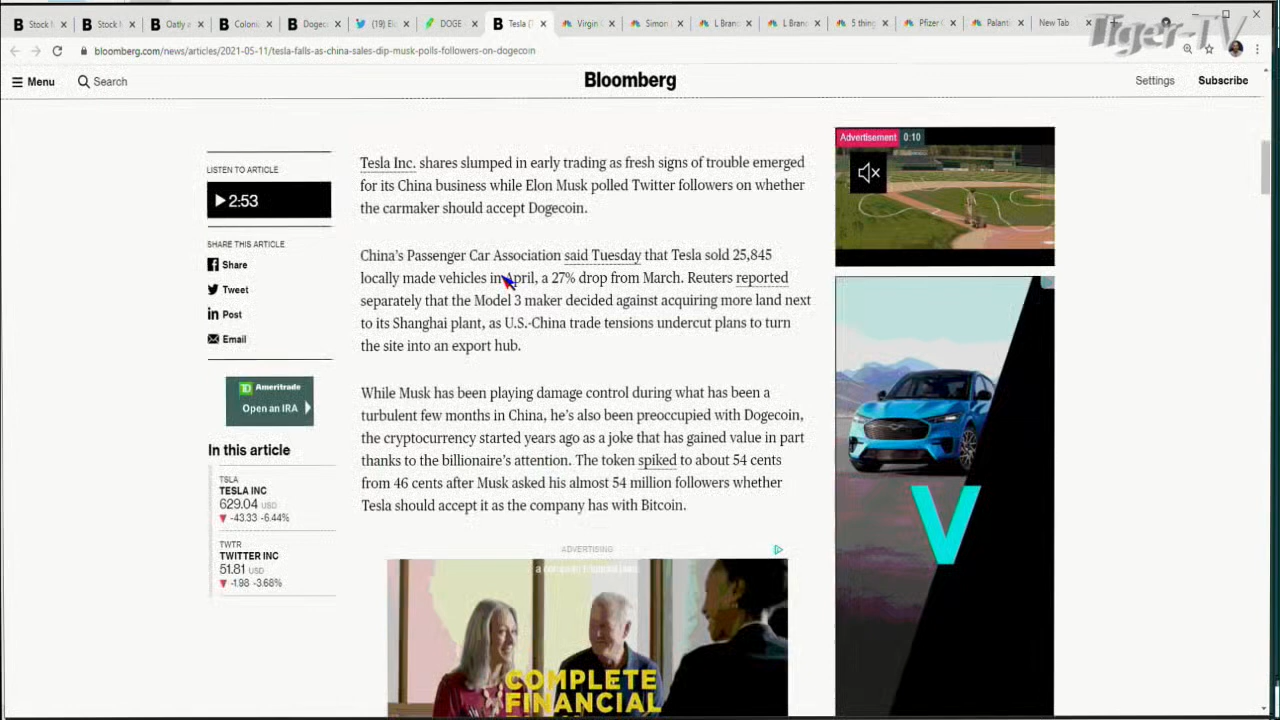 Stock M
Stock M
Oatly a
Coloni
Dogec
(19) El
DOGE
Tesla (T
Virgin G
Simon
L Bran
L Bran
5 thing
Pfizer C
Palanti
New Tab
Tiger-TV
bloomberg.com/news/articles/2021-05-11/tesla-falls-as-china-sales-dip-musk-polls-followers-on-dogecoin
Menu
Search
Bloomberg
Settings
Subscribe
LISTEN TO ARTICLE
2:53
SHARE THIS ARTICLE
Share
Tweet
Post
Email
TD Ameritrade
Open an IRA
In this article
TSLA
TESLA INC
629.04 USD
-43.33 -6.44%
TWTR
TWITTER INC
51.81 USD
-1.98 -3.68%
Tesla Inc. shares slumped in early trading as fresh signs of trouble emerged
for its China business while Elon Musk polled Twitter followers on whether
the carmaker should accept Dogecoin.
China's Passenger Car Association said Tuesday that Tesla sold 25,845
locally made vehicles in April, a 27% drop from March. Reuters reported
separately that the Model 3 maker decided against acquiring more land next
to its Shanghai plant, as U.S.-China trade tensions undercut plans to turn
the site into an export hub.
While Musk has been playing damage control during what has been a
turbulent few months in China, he's also been preoccupied with Dogecoin,
the cryptocurrency started years ago as a joke that has gained value in part
thanks to the billionaire's attention. The token spiked to about 54 cents
from 46 cents after Musk asked his almost 54 million followers whether
Tesla should accept it as the company has with Bitcoin.
ADVERTISING
COMPLETE
FINANCIAL
Advertisement 0:10
V